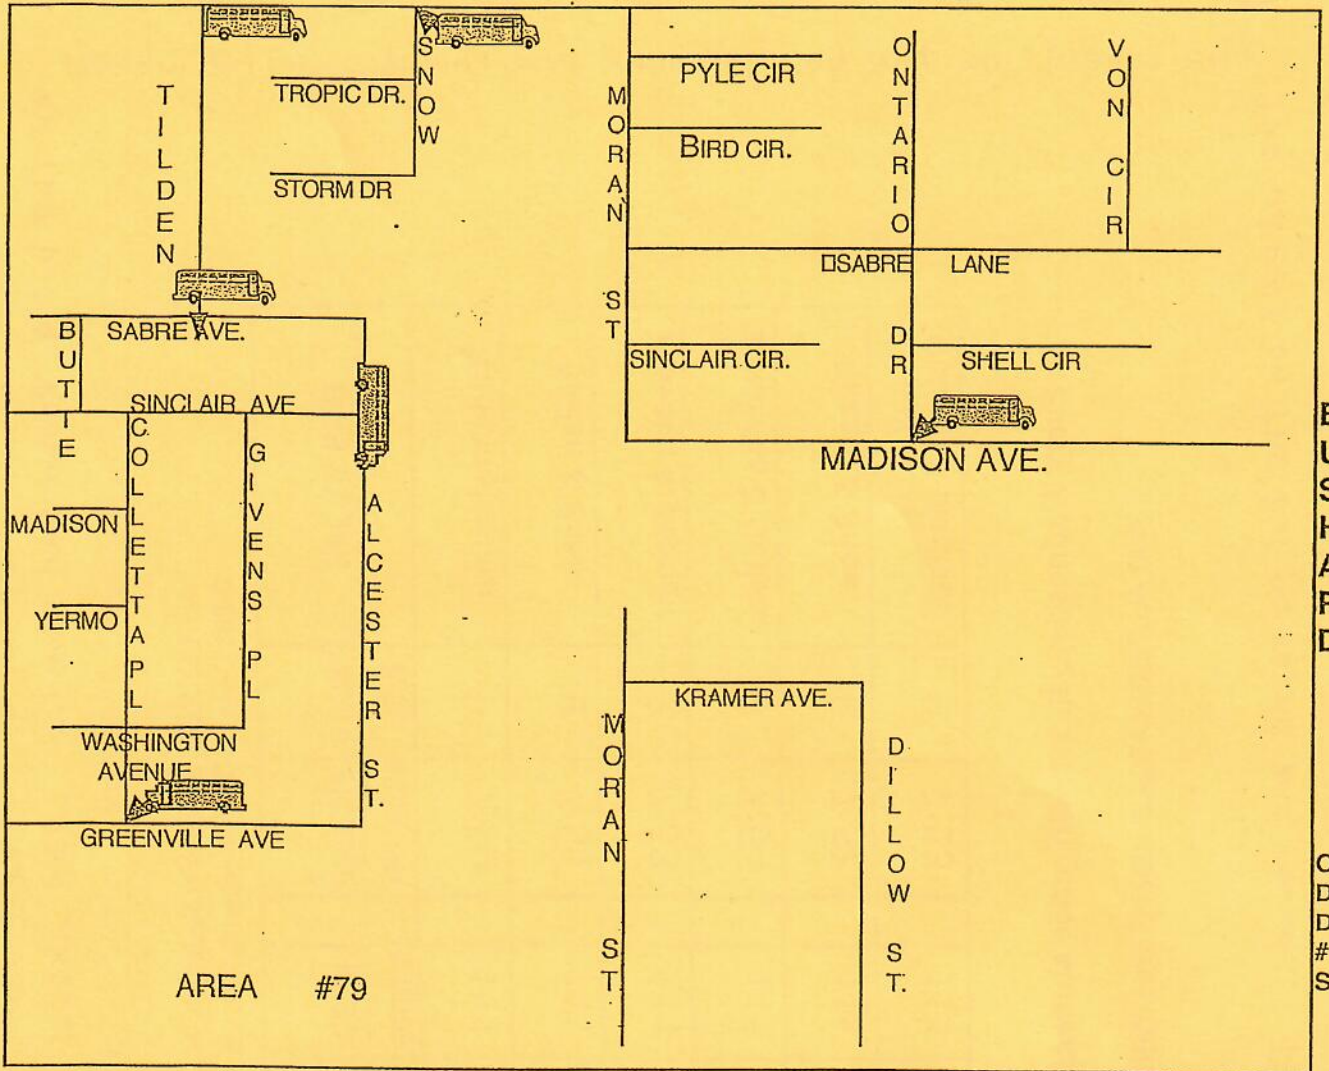 TILDEN
SNOW
TROPIC DR.
STORM DR
MORAN ST
PYLE CIR
BIRD CIR.
ONTARIO DR
VON CIR
SABRE LANE
SINCLAIR CIR.
SHELL CIR
MADISON AVE.
SABRE AVE.
BUTTE
SINCLAIR AVE
COLLETTA PL
GIVENS PL
ALCESTER ST.
MADISON
YERMO
WASHINGTON
AVENUE
GREENVILLE AVE
MORAN ST.
KRAMER AVE.
DILLOW ST.
AREA #79